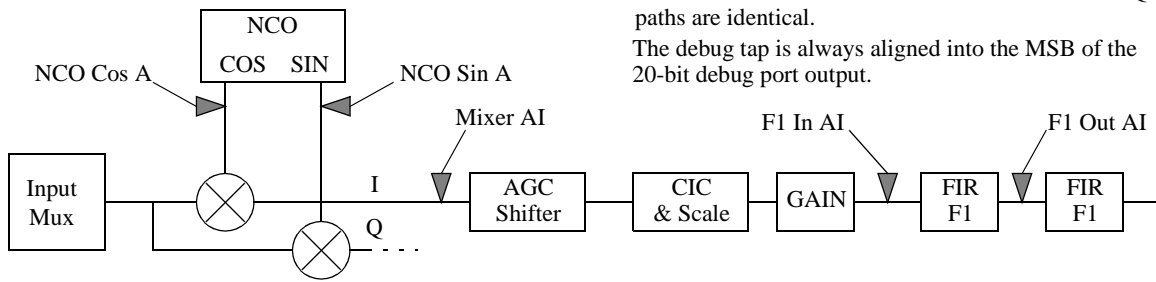 Q
paths are identical.
The debug tap is always aligned into the MSB of the
20-bit debug port output.
NCO
COS SIN
NCO Cos A
NCO Sin A
Mixer AI
F1 In AI
F1 Out AI
Input
Mux
I
Q
AGC
Shifter
CIC
& Scale
GAIN
FIR
F1
FIR
F1